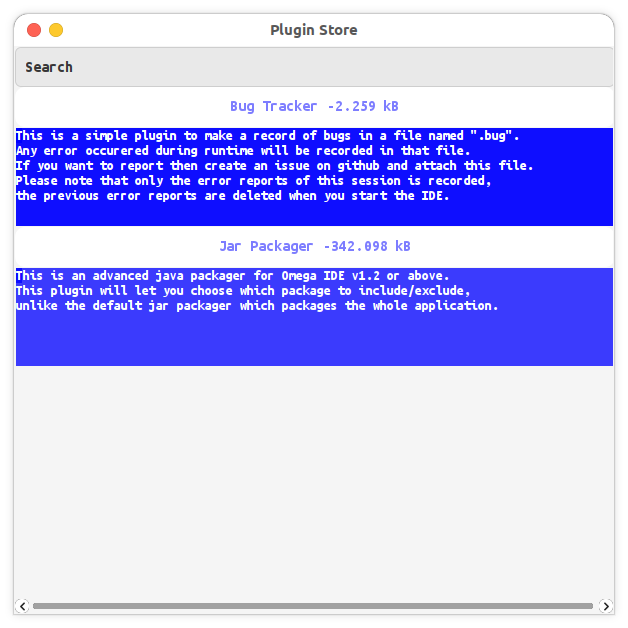 Plugin Store
Search
Bug Tracker -2.259 kB
This is a simple plugin to make a record of bugs in a file named ".bug".
Any error occurered during runtime will be recorded in that file.
If you want to report then create an issue on github and attach this file.
Please note that only the error reports of this session is recorded,
the previous error reports are deleted when you start the IDE.
Jar Packager -342.098 kB
This is an advanced java packager for Omega IDE v1.2 or above.
This plugin will let you choose which package to include/exclude,
unlike the default jar packager which packages the whole application.